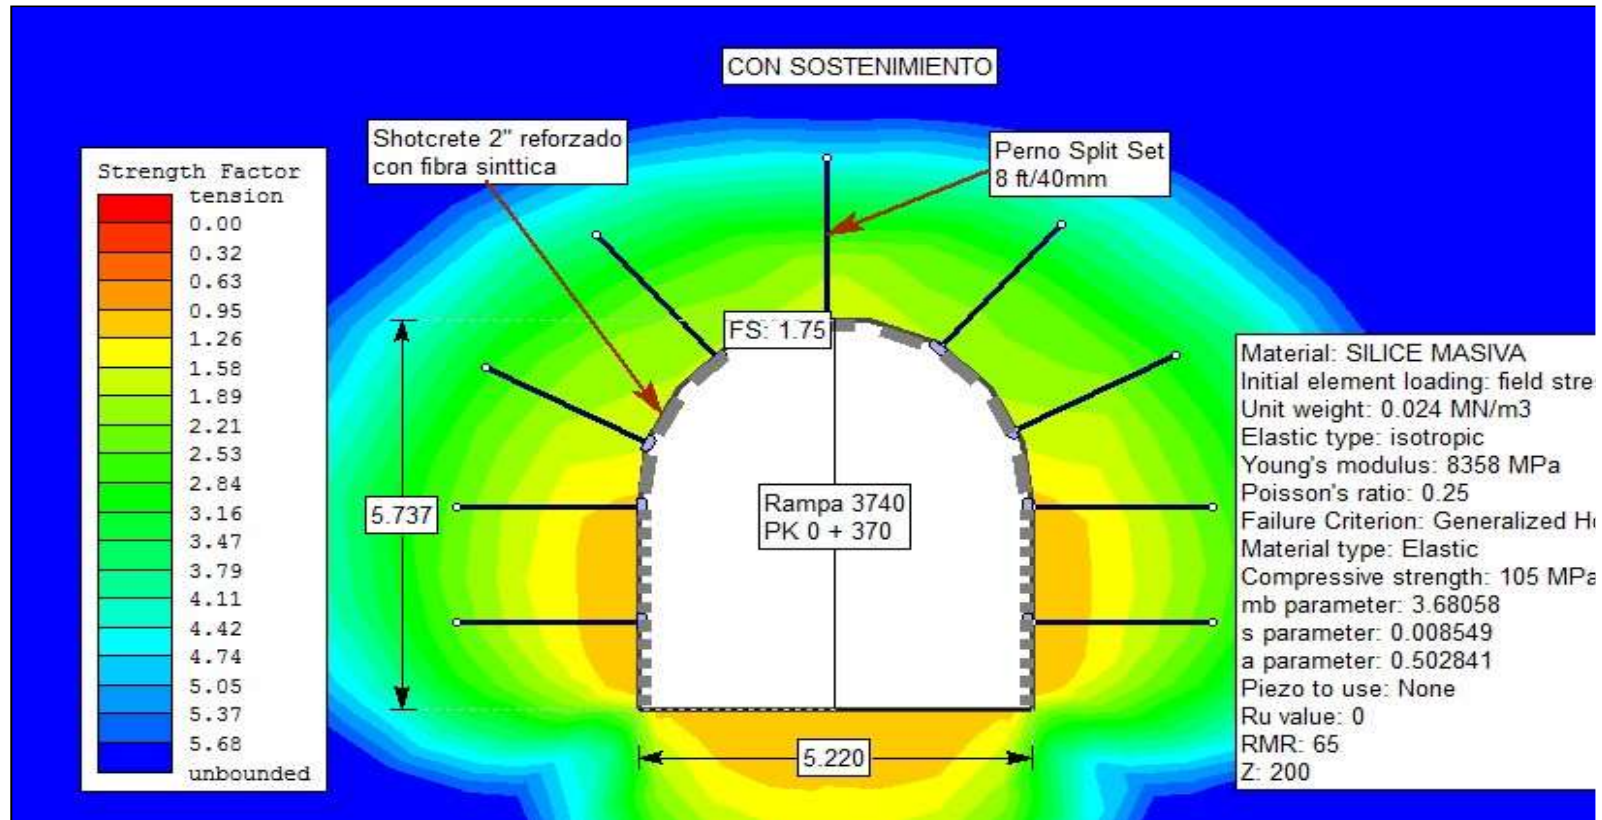 CON SOSTENIMIENTO
Shotcrete 2" reforzado
con fibra sinttica
Perno Split Set
8 ft/40mm
Strength Factor
tension
0.00
0.32
0.63
0.95
1.26
1.58
1.89
2.21
2.53
2.84
3.16
3.47
3.79
4.11
4.42
4.74
5.05
5.37
5.68
unbounded
FS: 1.75
5.737
Rampa 3740
PK 0 + 370
5.220
Material: SILICE MASIVA
Initial element loading: field stre
Unit weight: 0.024 MN/m3
Elastic type: isotropic
Young's modulus: 8358 MPa
Poisson's ratio: 0.25
Failure Criterion: Generalized H
Material type: Elastic
Compressive strength: 105 MPa
mb parameter: 3.68058
s parameter: 0.008549
a parameter: 0.502841
Piezo to use: None
Ru value: 0
RMR: 65
Z: 200